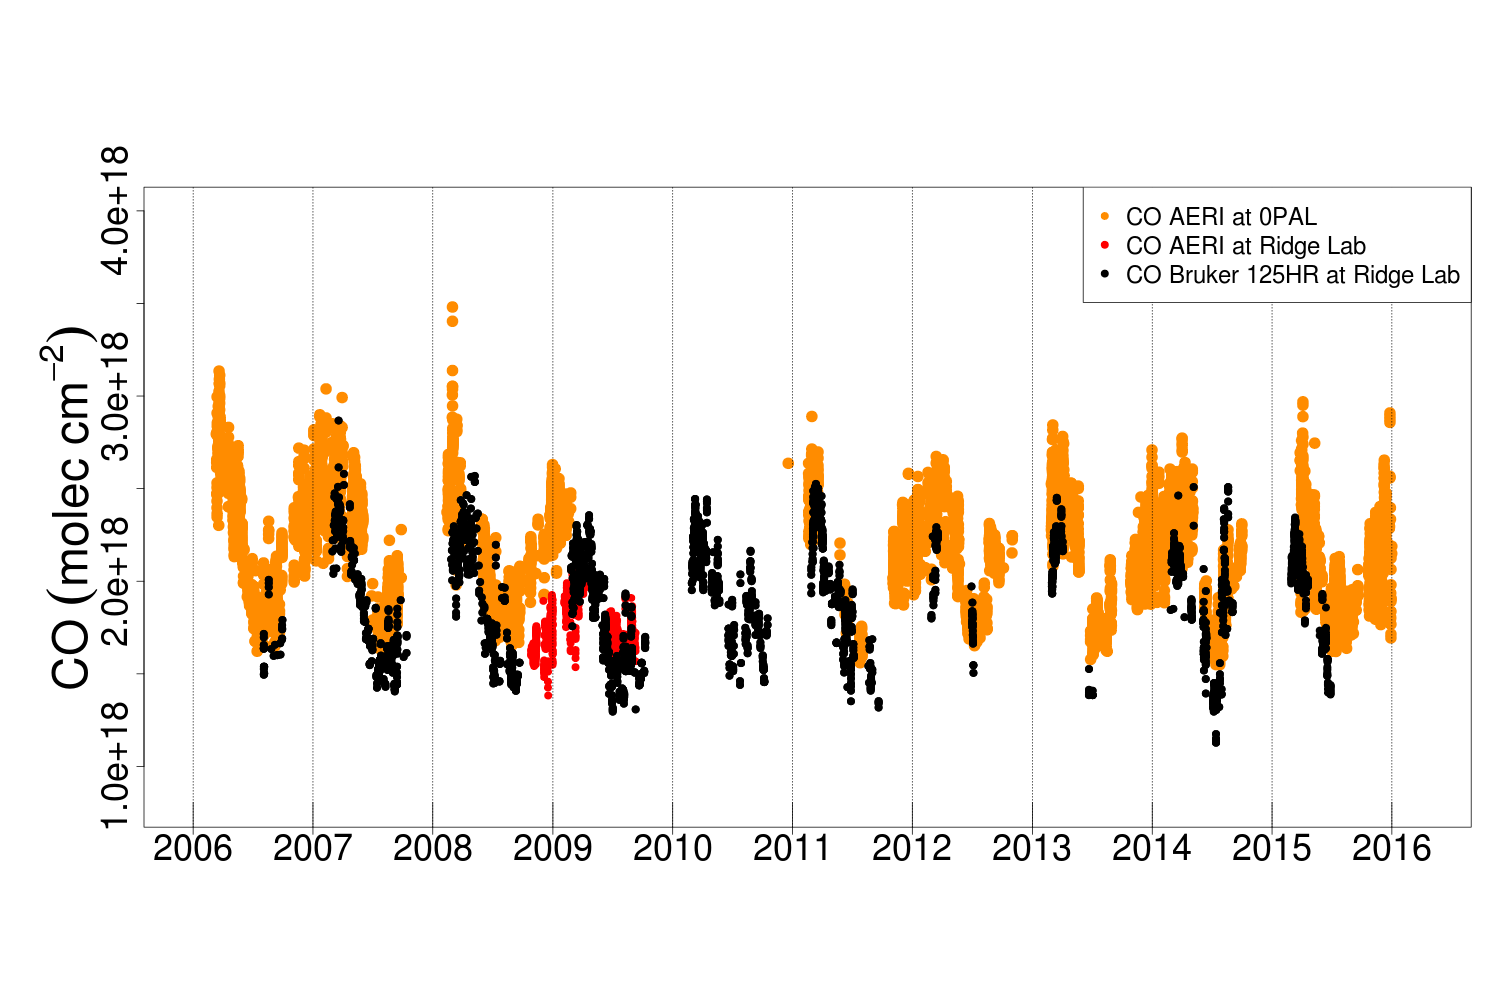 CO AERI at 0PAL
CO AERI at Ridge Lab
CO Bruker 125HR at Ridge Lab
CO (molec cm−2)
4.0e+18
3.0e+18
2.0e+18
1.0e+18
2006 2007 2008 2009 2010 2011 2012 2013 2014 2015 2016